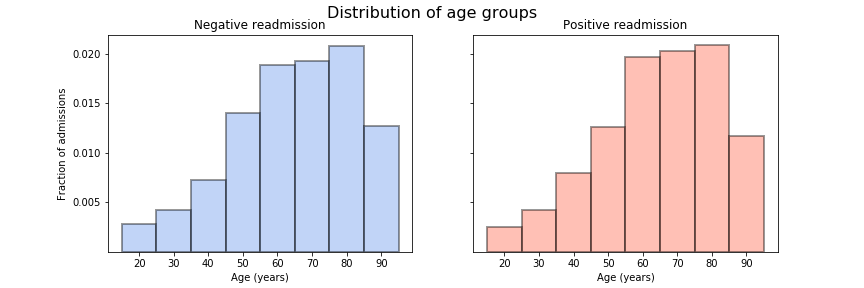 Distribution of age groups
Negative readmission
Positive readmission
Fraction of admissions
0.020
0.015
0.010
0.005
20 30 40 50 60 70 80 90
Age (years)
20 30 40 50 60 70 80 90
Age (years)